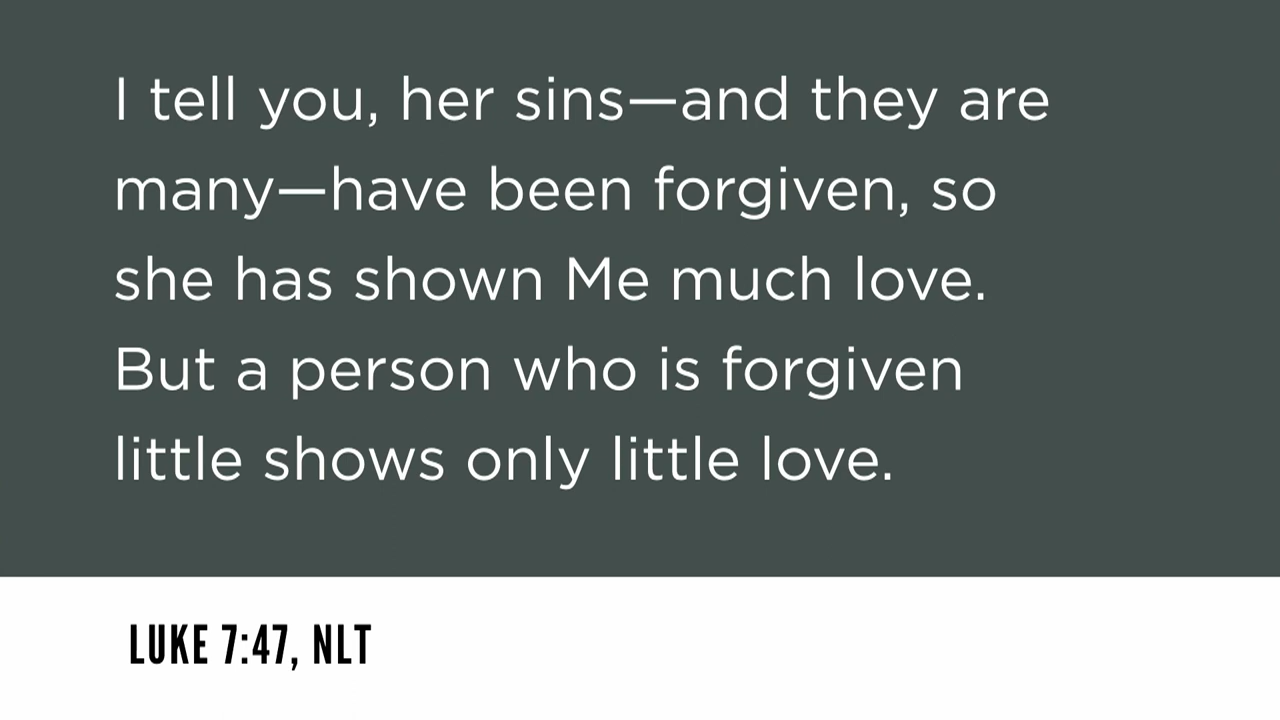 I tell you, her sins—and they are
many—have been forgiven, so
she has shown Me much love.
But a person who is forgiven
little shows only little love.
LUKE 7:47, NLT